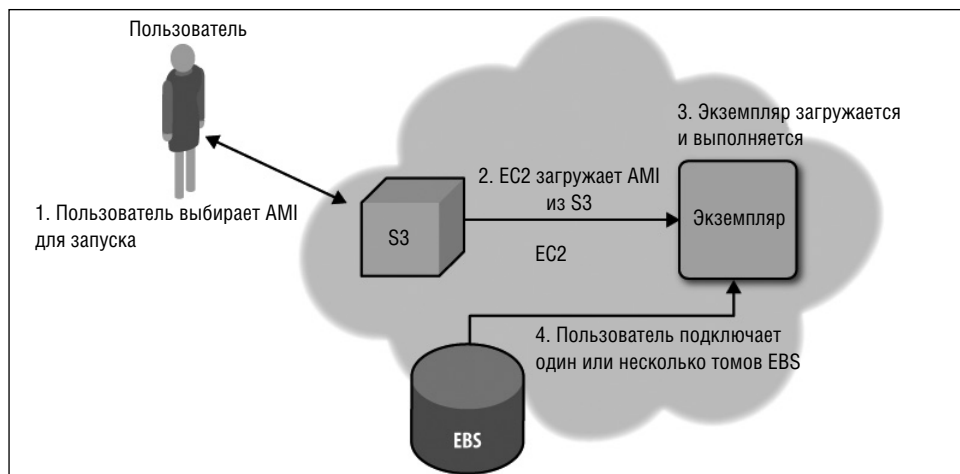 Пользователь
1. Пользователь выбирает AMI
для запуска
S3
2. EC2 загружает AMI
из S3
EC2
3. Экземпляр загружается
и выполняется
Экземпляр
4. Пользователь подключает
один или несколько томов EBS
EBS